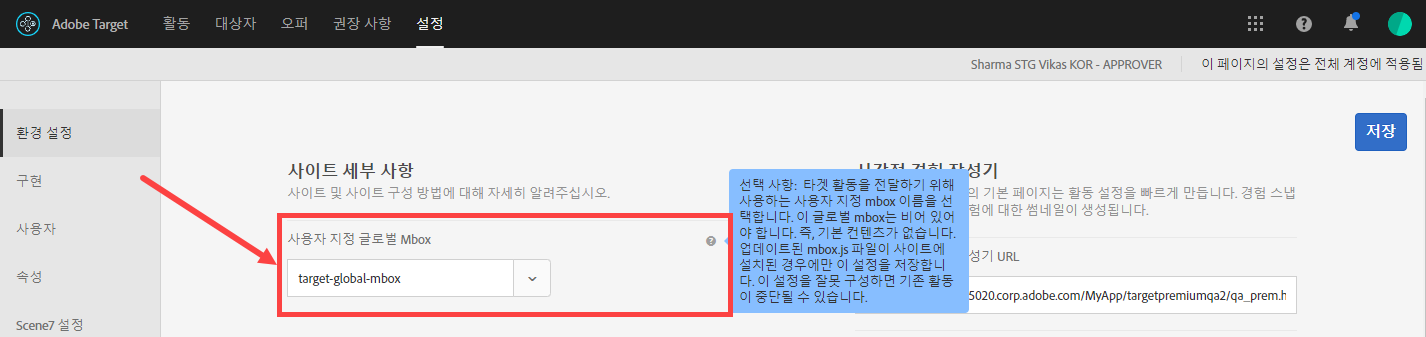 Adobe Target 활동 대상자 오퍼 권장 사항 설정
Sharma STG Vikas KOR - APPROVER 이 페이지의 설정은 전체 계정에 적용됨
환경 설정
저장
구현
사용자
속성
Scene7 설정
사이트 세부 사항
사이트 및 사이트 구성 방법에 대해 자세히 알려주십시오.
사용자 지정 글로벌 Mbox
target-global-mbox
선택 사항: 타겟 활동을 전달하기 위해
사용하는 사용자 지정 mbox 이름을 선
택합니다. 이 글로벌 mbox는 비어 있어
야 합니다. 즉, 기본 컨텐츠가 없습니다.
업데이트된 mbox.js 파일이 사이트에
설치된 경우에만 이 설정을 저장합니
다. 이 설정을 잘못 구성하면 기존 활동
이 중단될 수 있습니다.
의 기본 페이지는 활동 설정을 빠르게 만듭니다. 경험 스냅
험에 대한 썸네일이 생성됩니다.
성기 URL
5020.corp.adobe.com/MyApp/targetpremiumqa2/qa_prem.h